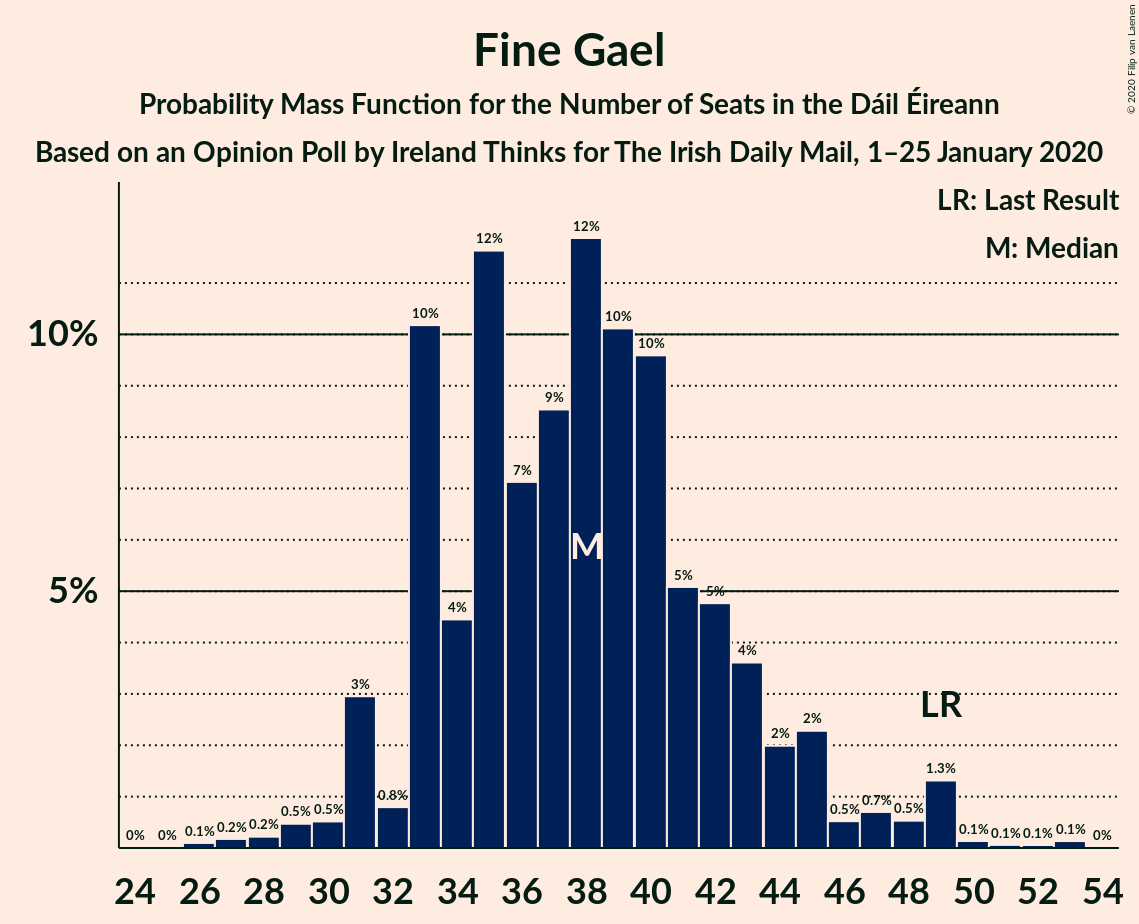 Fine Gael
Probability Mass Function for the Number of Seats in the Dáil Éireann
Based on an Opinion Poll by Ireland Thinks for The Irish Daily Mail, 1–25 January 2020
© 2020 Filip van Laenen
LR: Last Result
M: Median
10%
5%
0% 0% 0.1% 0.2% 0.2% 0.5% 0.5% 3% 0.8% 10% 4% 12% 7% 9% 12% 10% 10% 5% 5% 4% 2% 2% 0.5% 0.7% 0.5% 1.3% 0.1% 0.1% 0.1% 0.1% 0%
M
LR
24 26 28 30 32 34 36 38 40 42 44 46 48 50 52 54